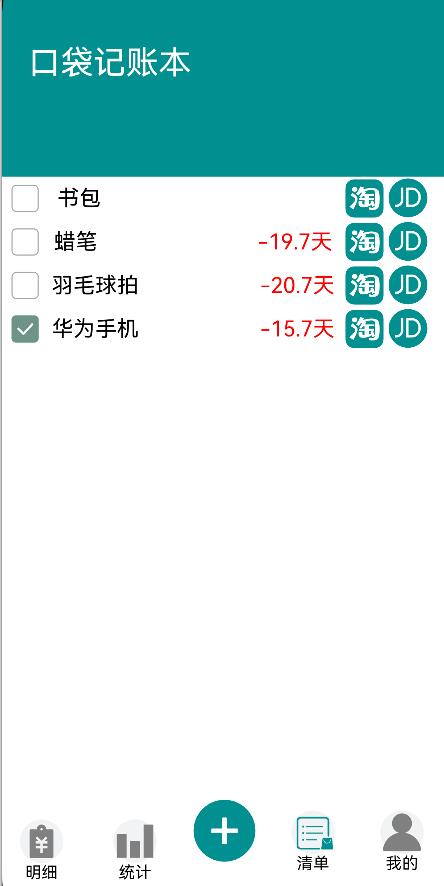 口袋记账本
书包 淘 JD
蜡笔 -19.7天 淘 JD
羽毛球拍 -20.7天 淘 JD
华为手机 -15.7天 淘 JD
¥
明细 统计 + 清单 我的